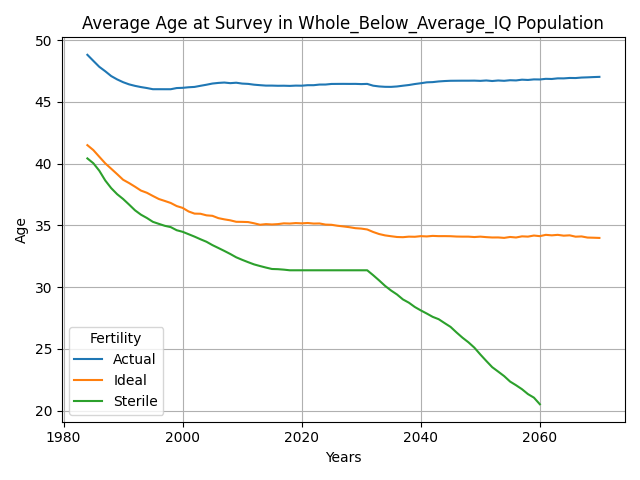 Average Age at Survey in Whole_Below_Average_IQ Population
50
45
40
35
30
25
20
Age
Fertility
Actual
Ideal
Sterile
1980 2000 2020 2040 2060
Years